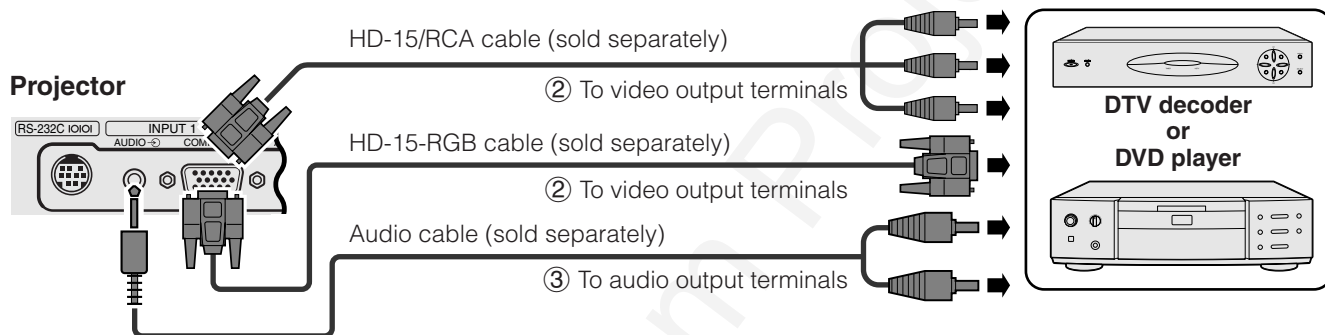 HD-15/RCA cable (sold separately)
② To video output terminals
Projector
RS-232C IOIOI
INPUT 1
AUDIO
HD-15-RGB cable (sold separately)
② To video output terminals
Audio cable (sold separately)
③ To audio output terminals
DTV decoder
or
DVD player